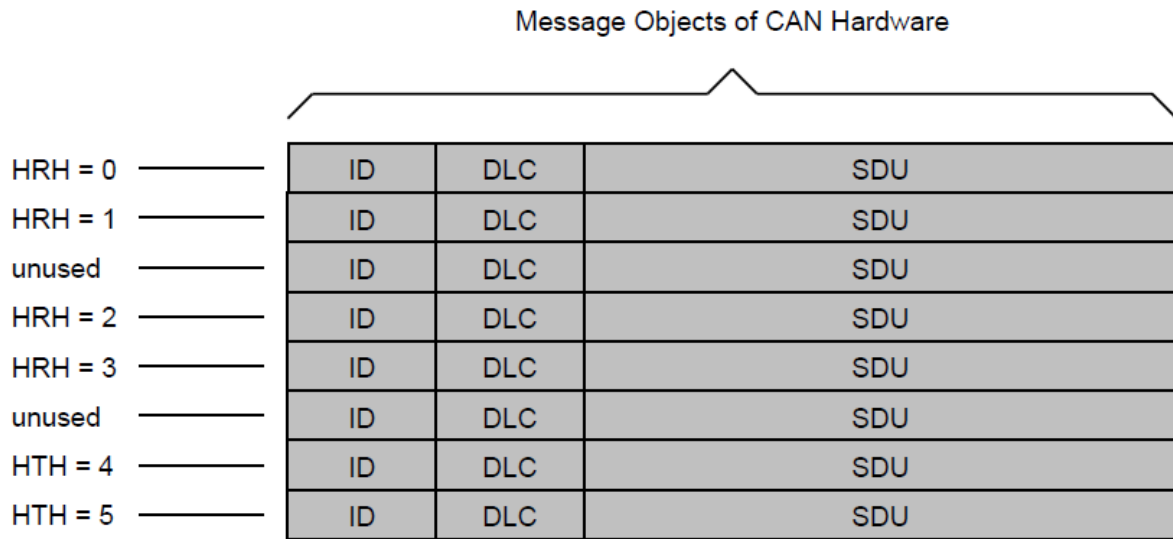 Message Objects of CAN Hardware
HRH = 0 ID DLC SDU
HRH = 1 ID DLC SDU
unused ID DLC SDU
HRH = 2 ID DLC SDU
HRH = 3 ID DLC SDU
unused ID DLC SDU
HTH = 4 ID DLC SDU
HTH = 5 ID DLC SDU